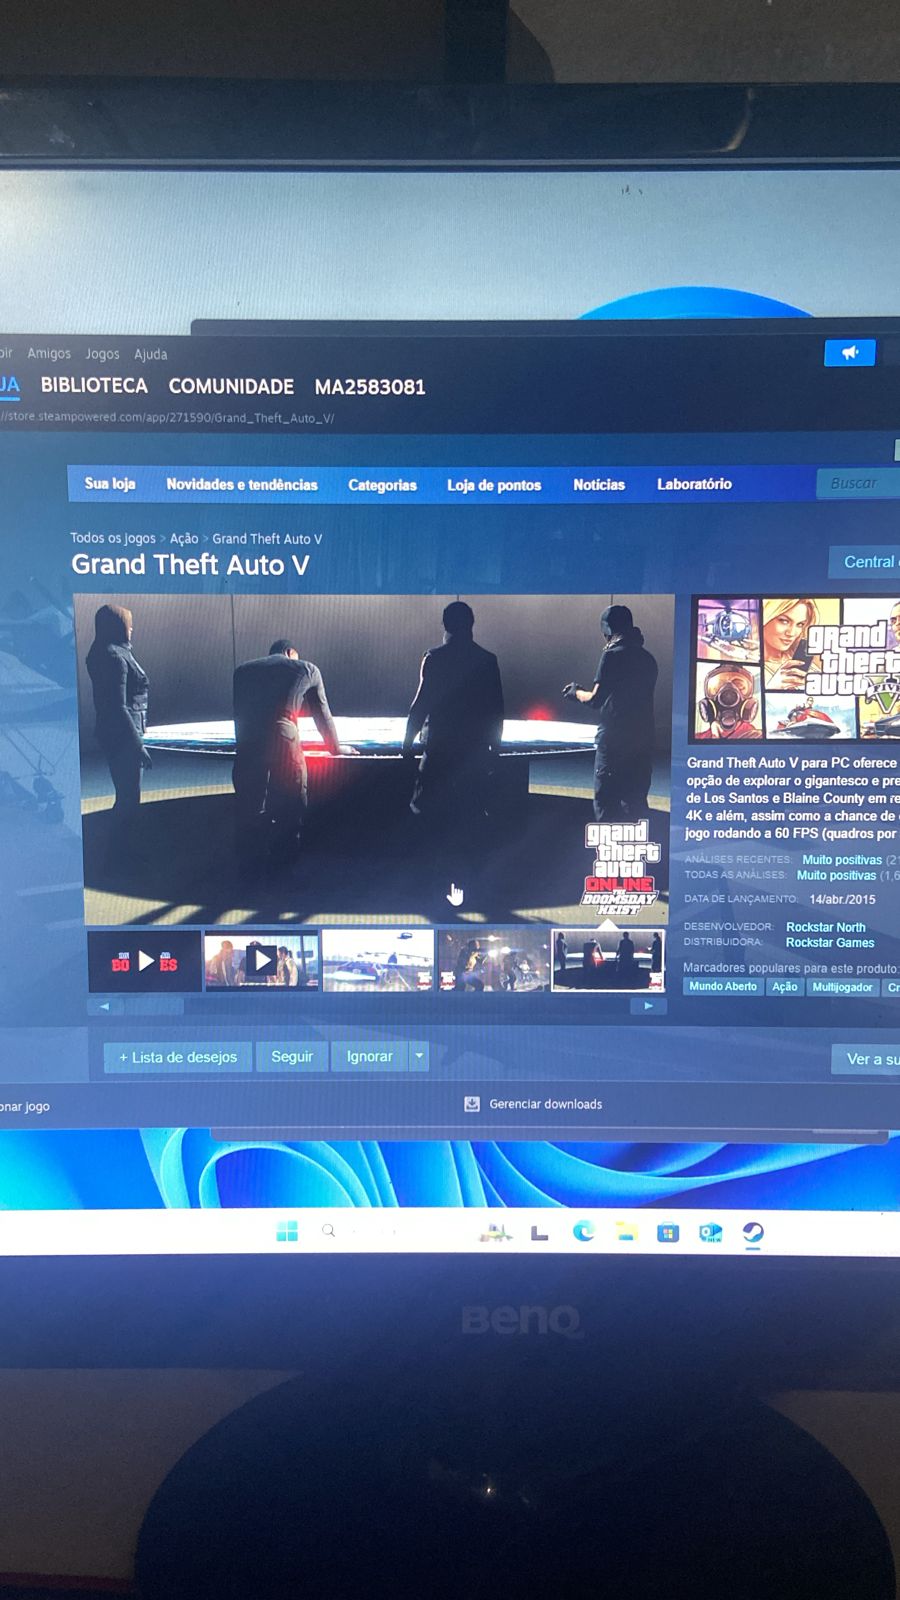 Amigos Jogos Ajuda
BIBLIOTECA COMUNIDADE MA2583081
//store.steampowered.com/app/271590/Grand_Theft_Auto_V/
Sua loja Novidades e tendências Categorias Loja de pontos Notícias Laboratório Buscar
Todos os jogos > Ação > Grand Theft Auto V
Grand Theft Auto V
Central
grand
theft
auto
ONLINE
THE
DOOMSDAY
HEIST
grand
theft
auto
FIVE
Grand Theft Auto V para PC oferece
opção de explorar o gigantesco e pre
de Los Santos e Blaine County em re
4K e além, assim como a chance de
jogo rodando a 60 FPS (quadros por
ANÁLISES RECENTES: Muito positivas (2
TODAS AS ANÁLISES: Muito positivas (1,6
DATA DE LANÇAMENTO: 14/abr./2015
DESENVOLVEDOR: Rockstar North
DISTRIBUIDORA: Rockstar Games
Marcadores populares para este produto:
Mundo Aberto Ação Multijogador Cr
+ Lista de desejos Seguir Ignorar
Ver a su
onar jogo
Gerenciar downloads
BenQ